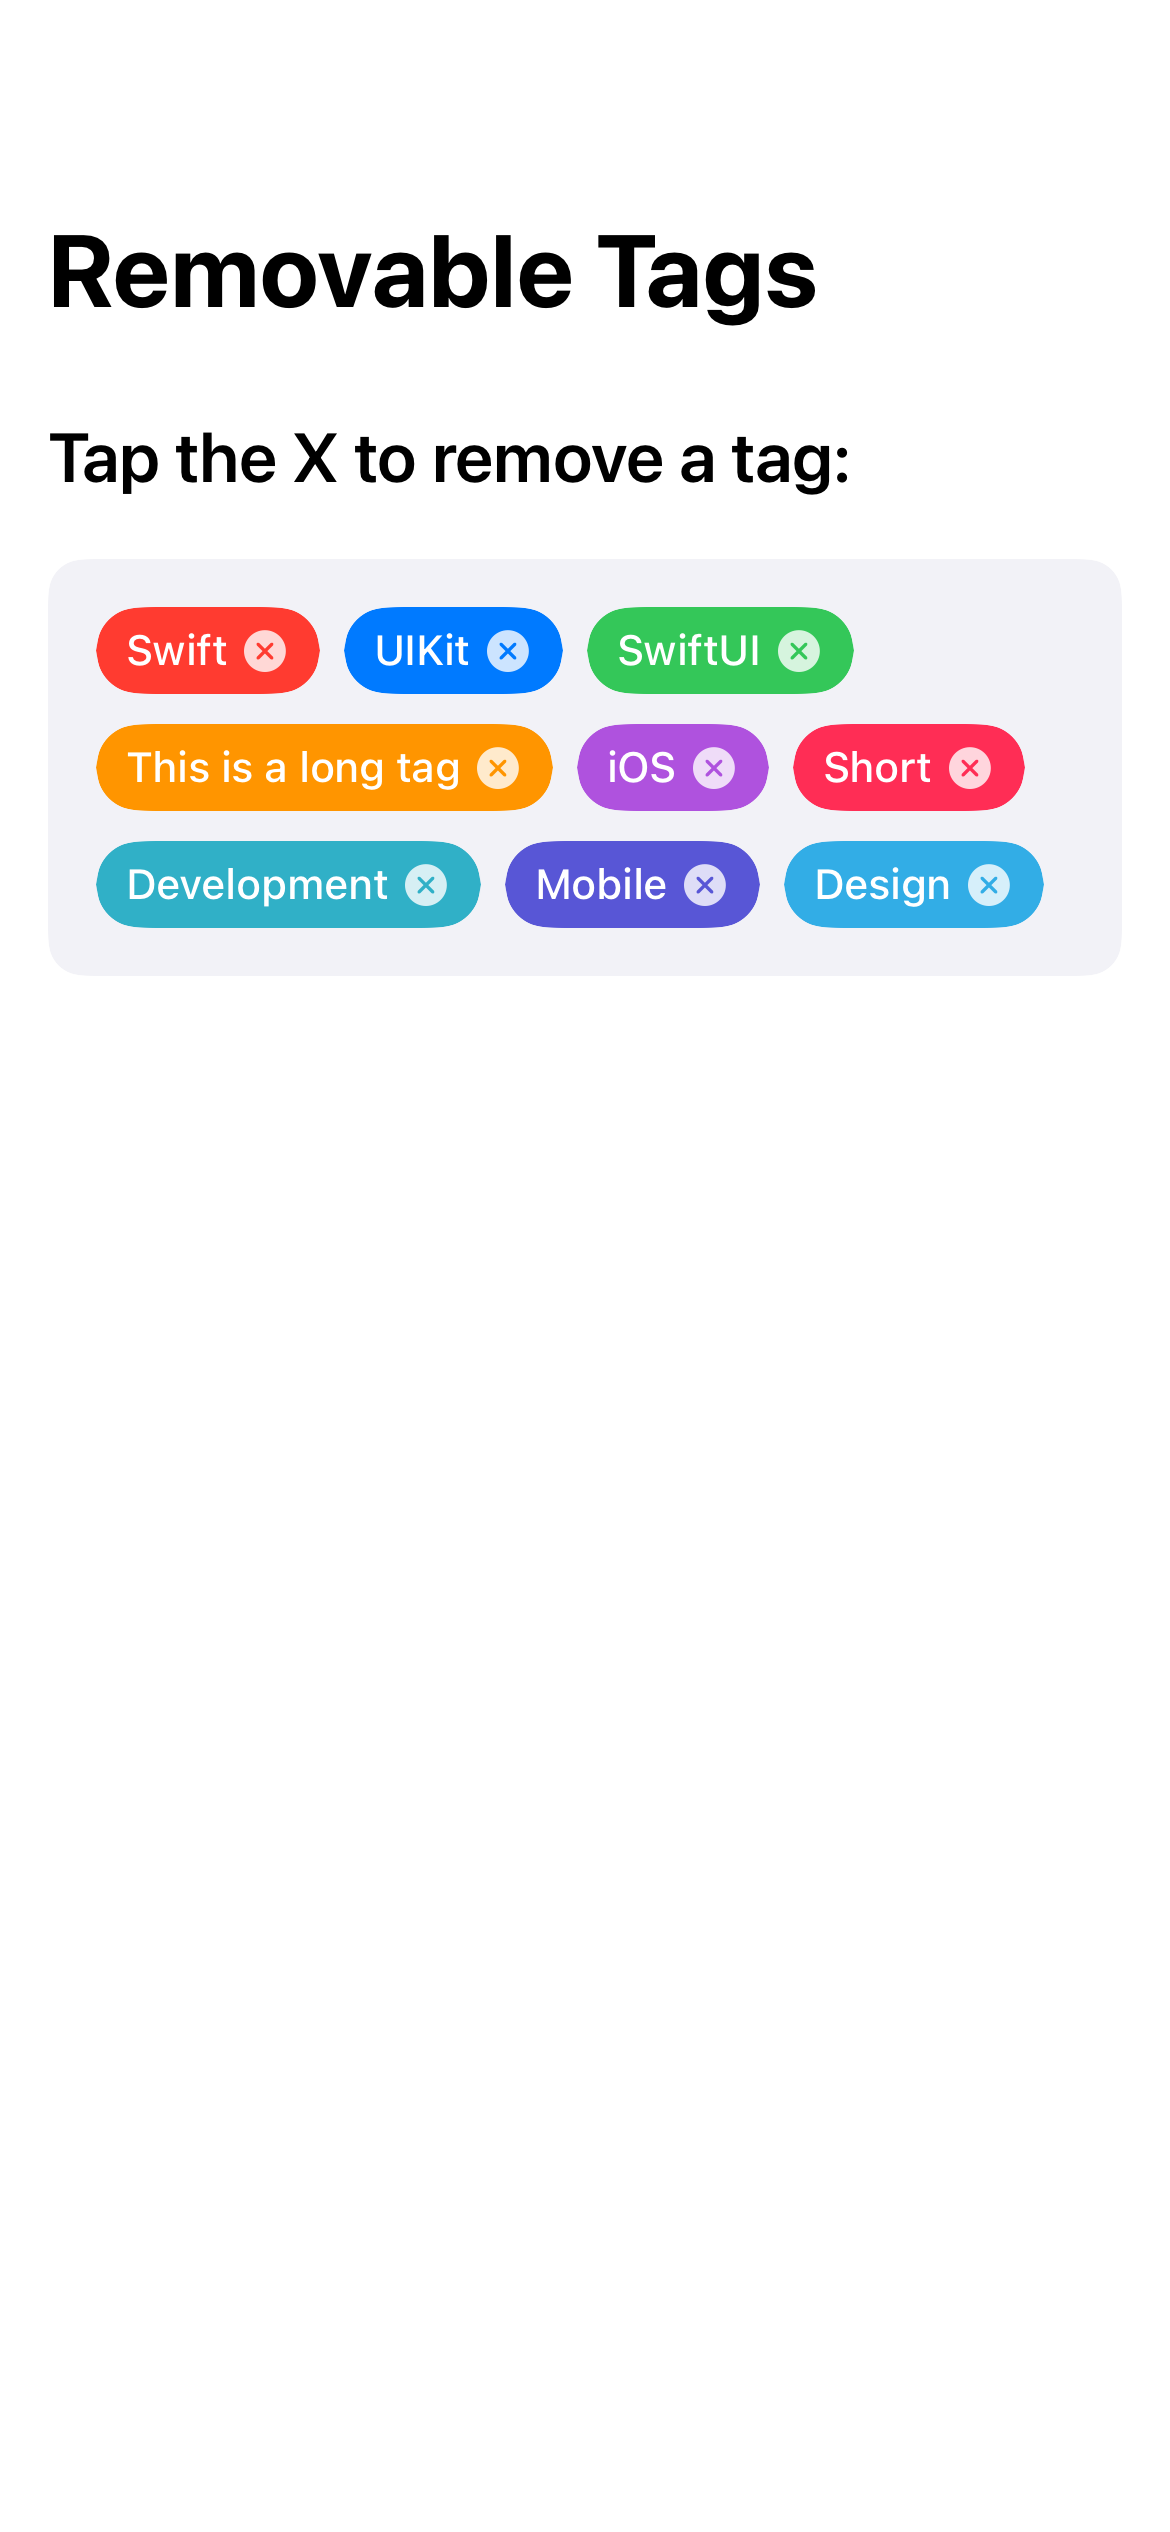 Removable Tags
Tap the X to remove a tag:
Swift UIKit SwiftUI
This is a long tag iOS Short
Development Mobile Design